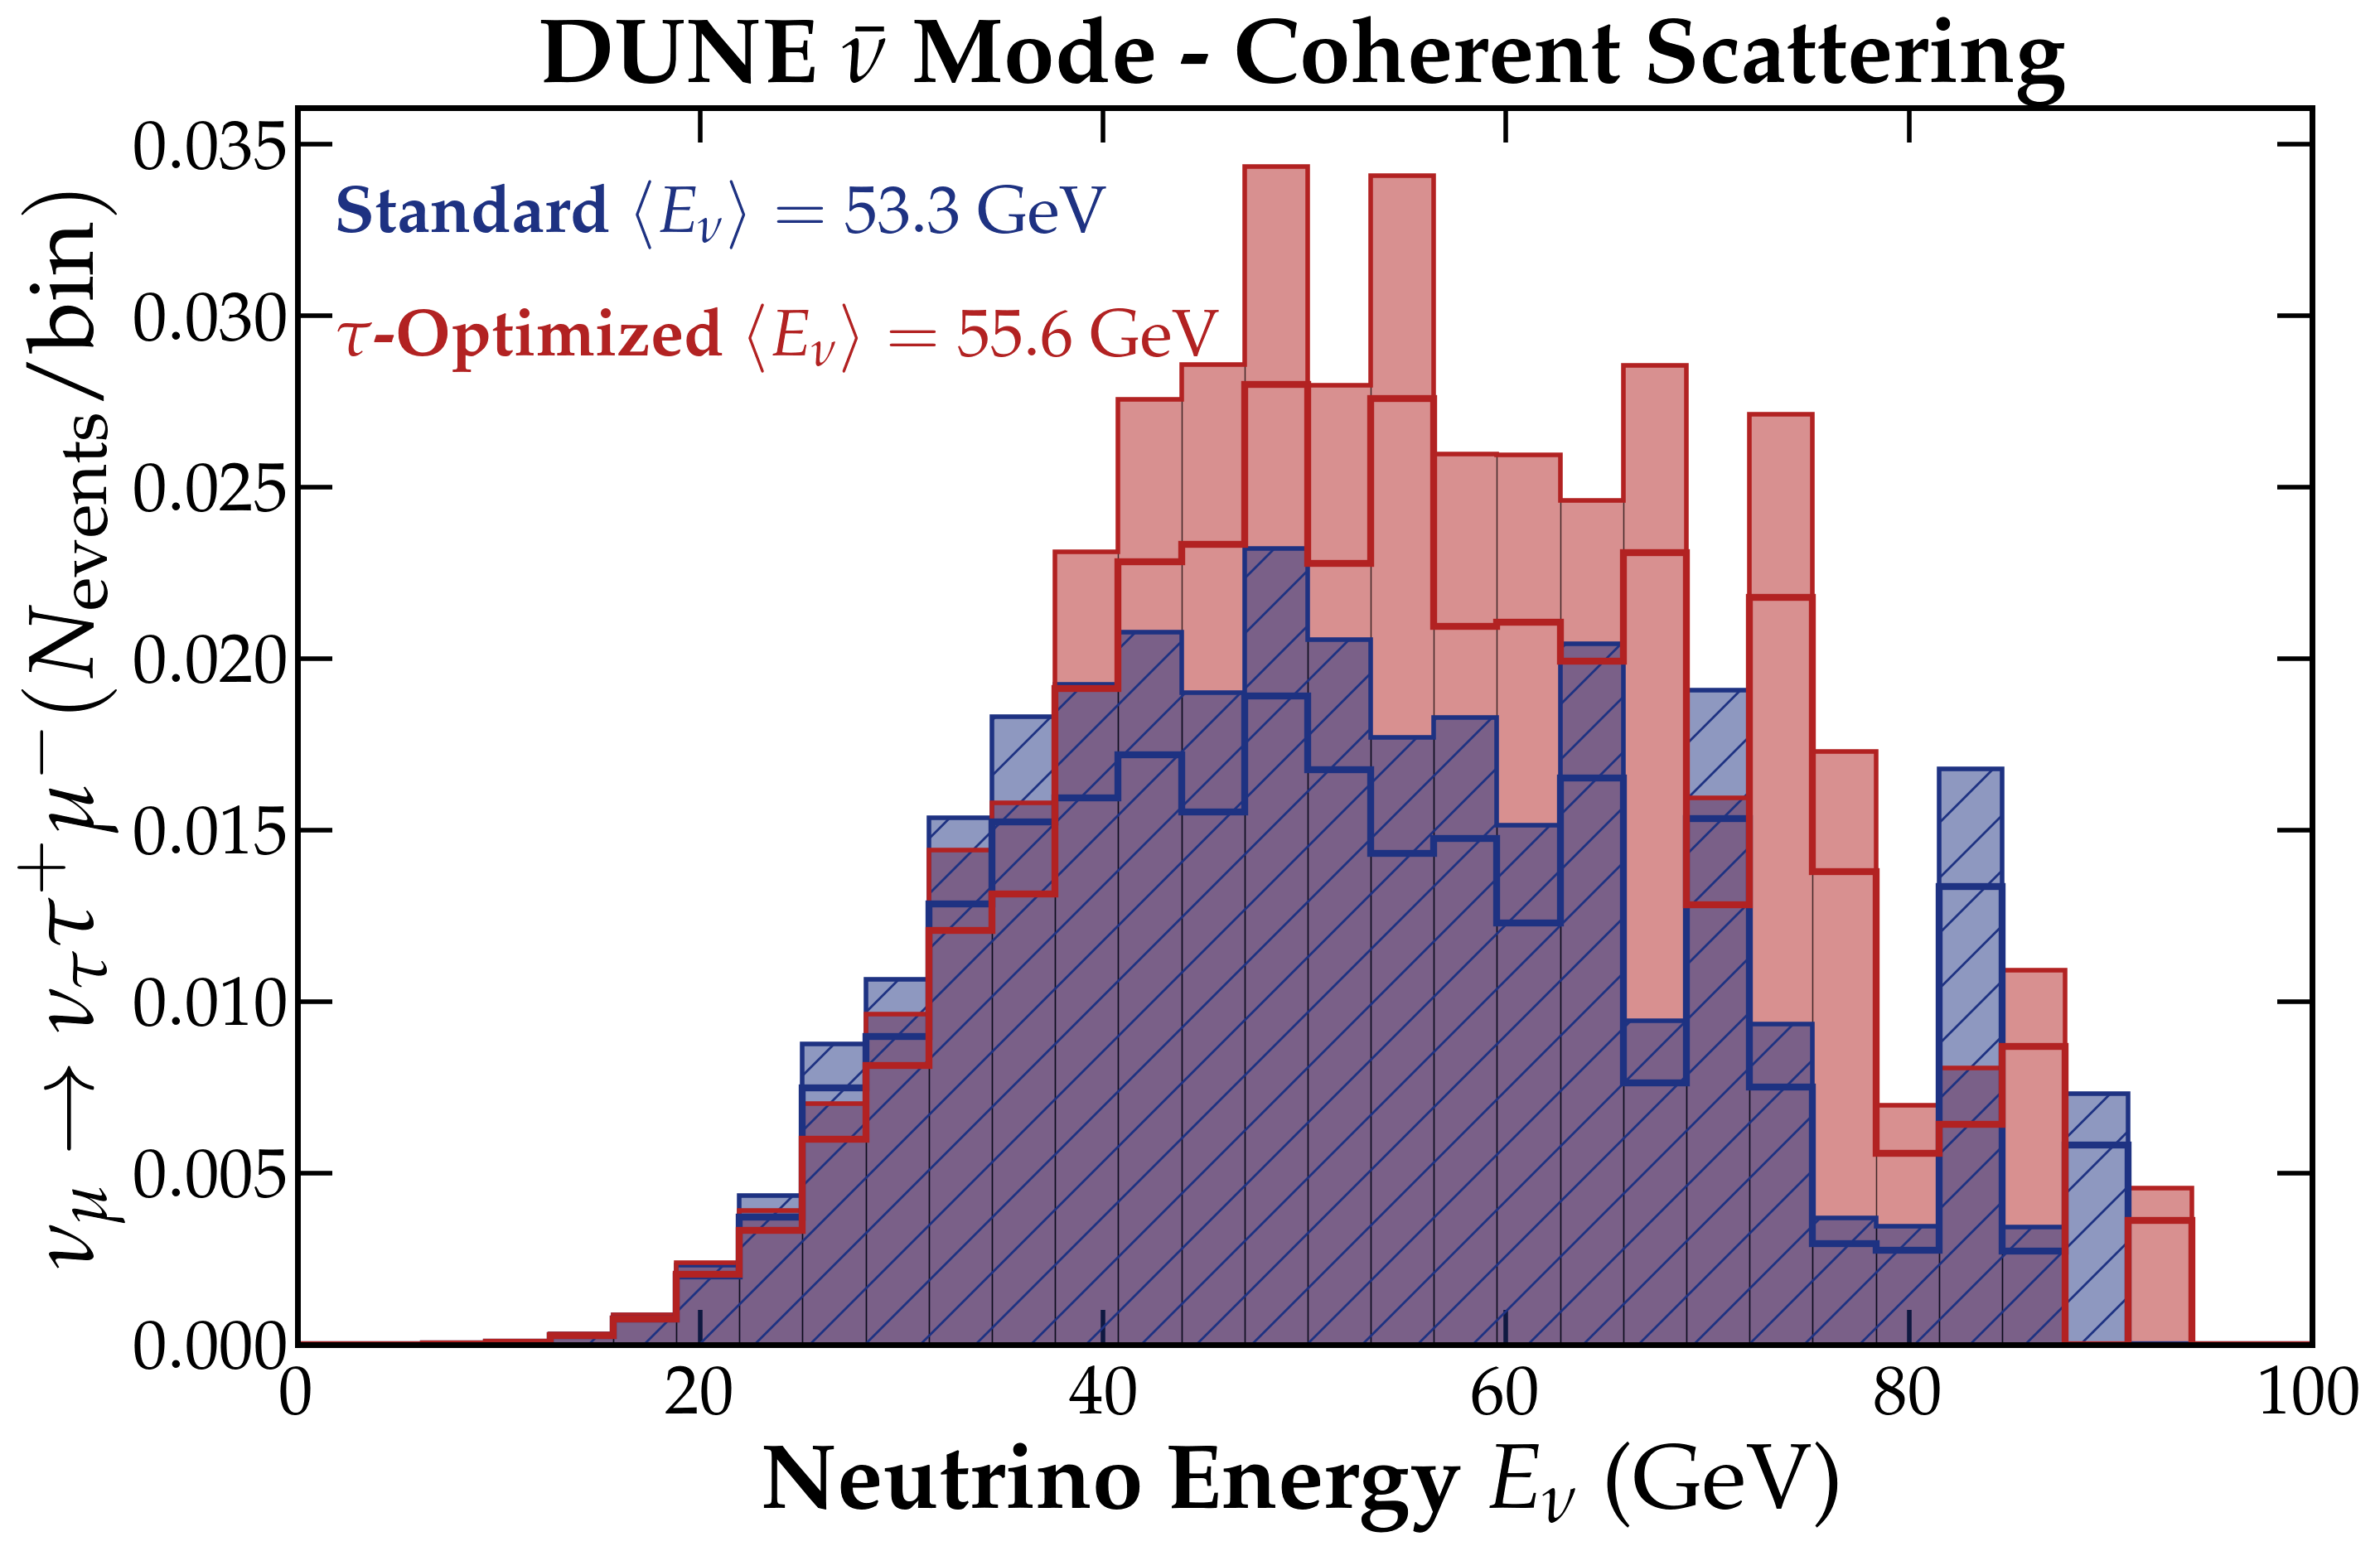 DUNE ν̄ Mode - Coherent Scattering
ν_μ → ν_τ τ⁺ μ⁻ (N_events/bin)
0.035
0.030
0.025
0.020
0.015
0.010
0.005
0.000
Standard ⟨E_ν⟩ = 53.3 GeV
τ-Optimized ⟨E_ν⟩ = 55.6 GeV
0 20 40 60 80 100
Neutrino Energy E_ν (GeV)